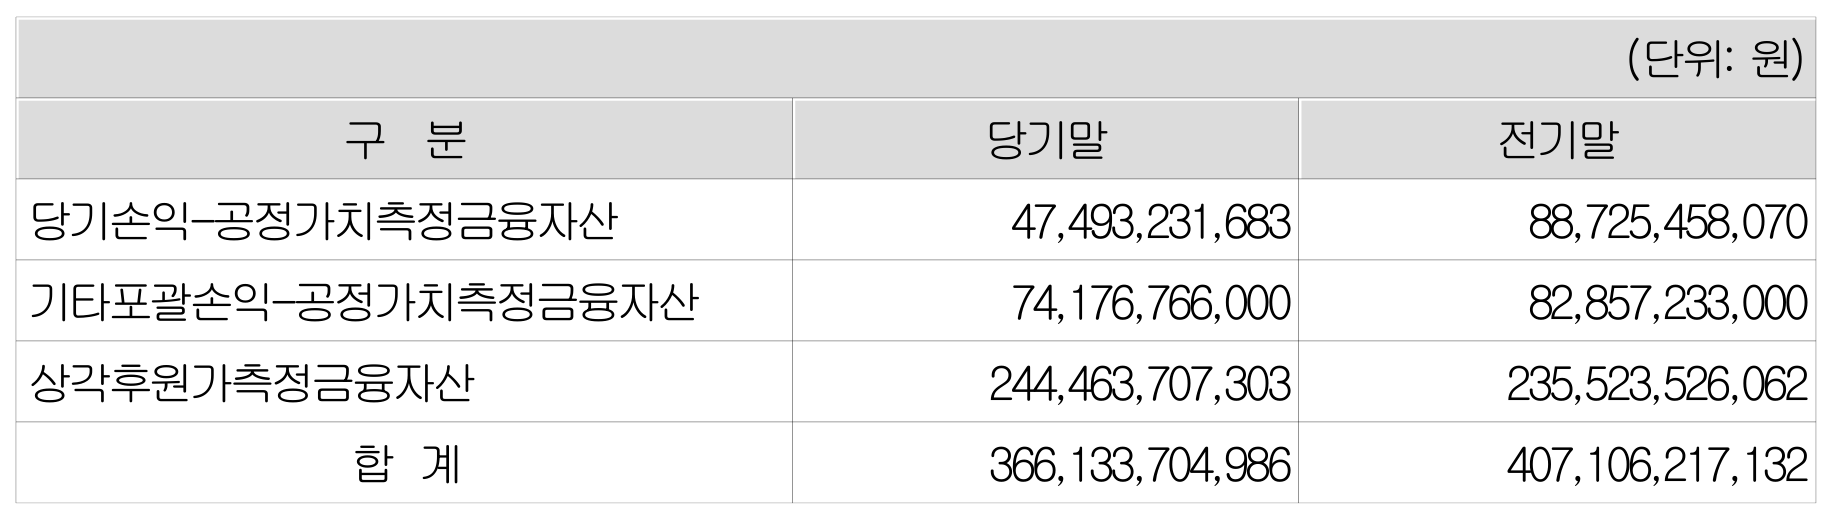 (단위: 원)
구 분 당기말 전기말
당기손익-공정가치측정금융자산 47,493,231,683 88,725,458,070
기타포괄손익-공정가치측정금융자산 74,176,766,000 82,857,233,000
상각후원가측정금융자산 244,463,707,303 235,523,526,062
합 계 366,133,704,986 407,106,217,132